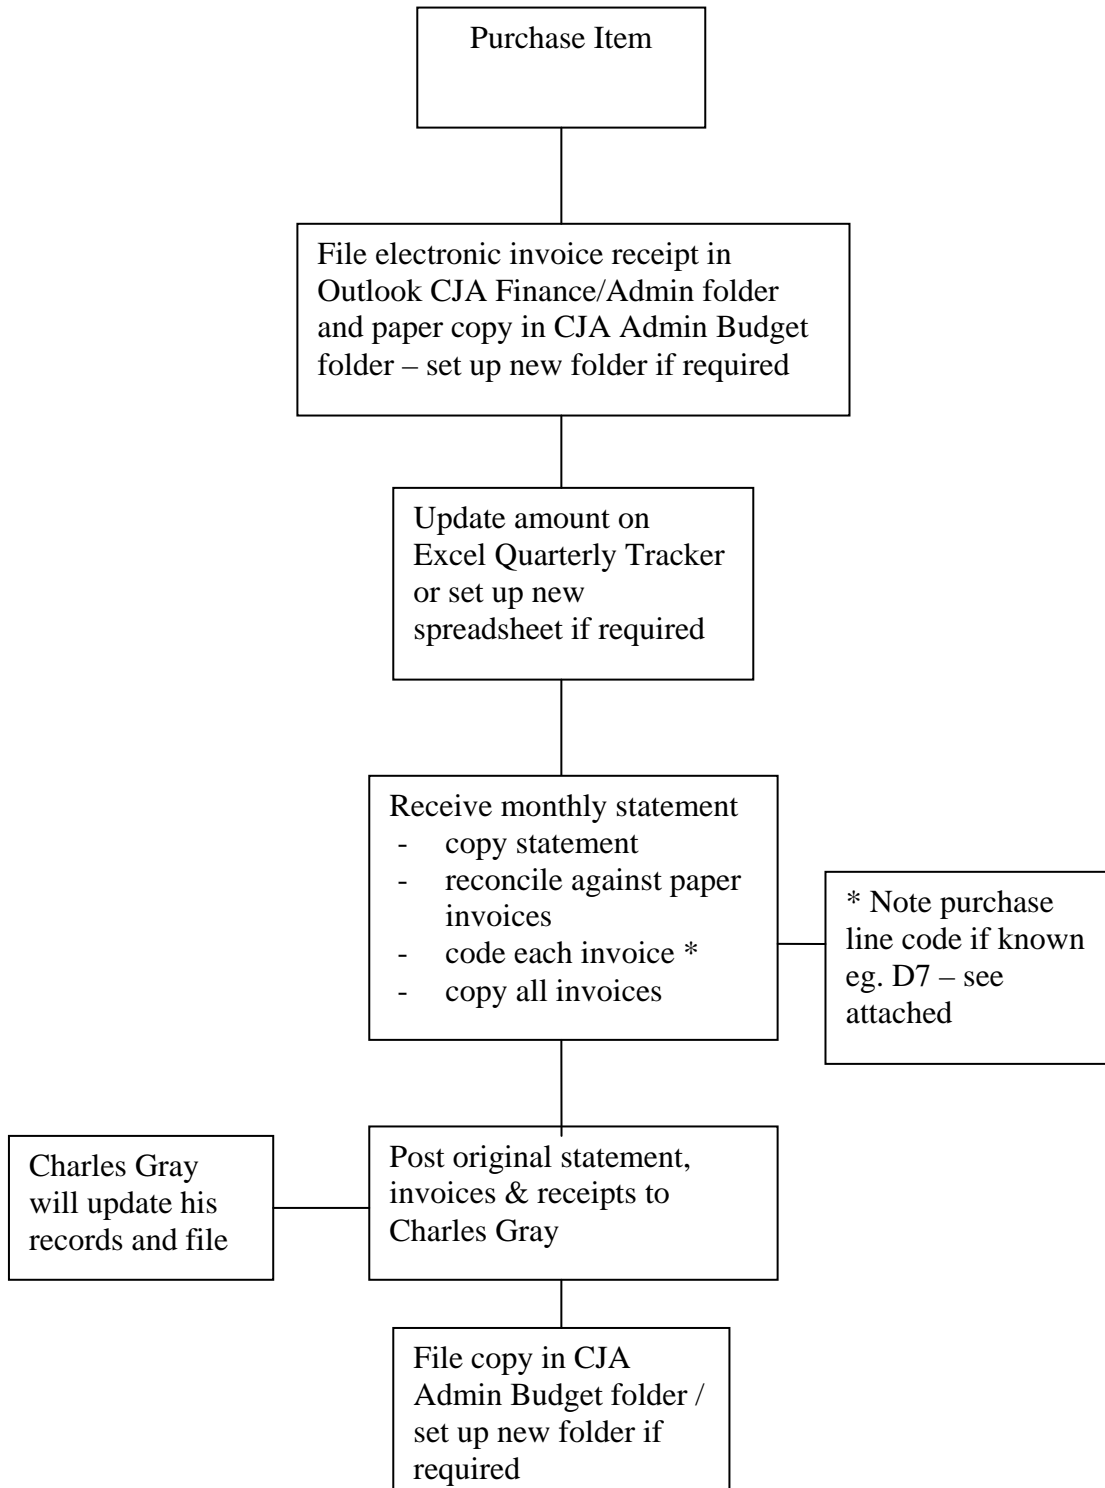 Purchase Item
File electronic invoice receipt in
Outlook CJA Finance/Admin folder
and paper copy in CJA Admin Budget
folder – set up new folder if required
Update amount on
Excel Quarterly Tracker
or set up new
spreadsheet if required
Receive monthly statement
- copy statement
- reconcile against paper
invoices
- code each invoice *
- copy all invoices
* Note purchase
line code if known
eg. D7 – see
attached
Charles Gray
will update his
records and file
Post original statement,
invoices & receipts to
Charles Gray
File copy in CJA
Admin Budget folder /
set up new folder if
required